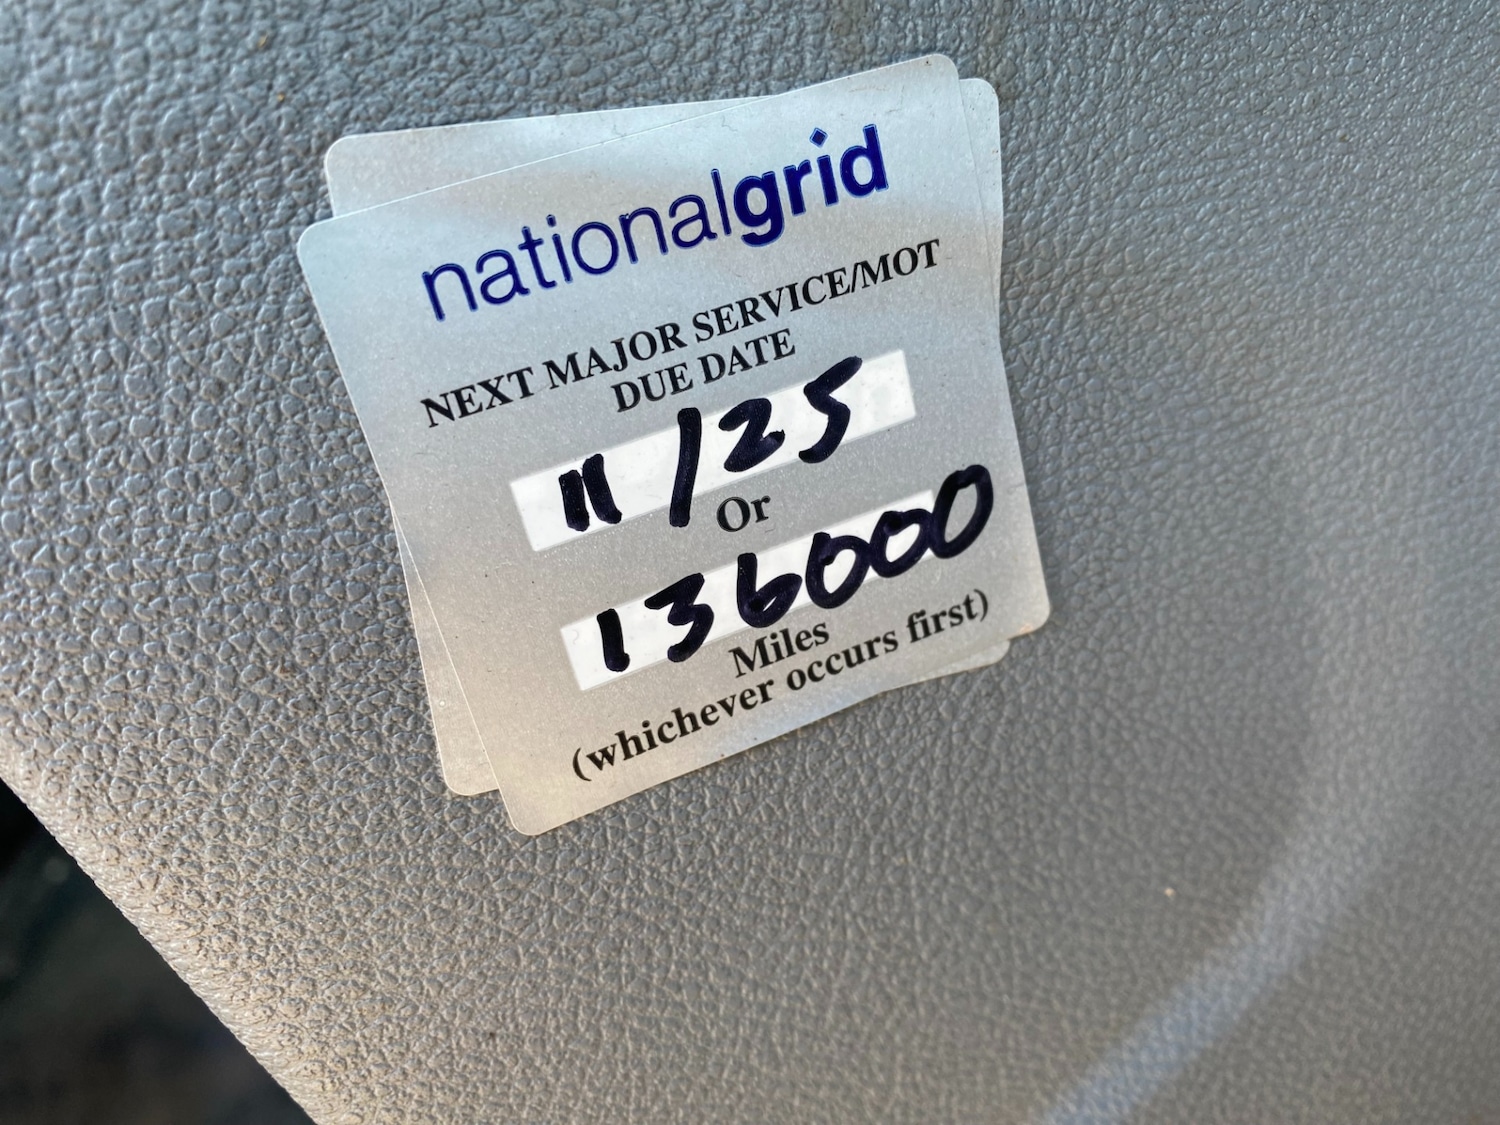 nationalgrid
NEXT MAJOR SERVICE/MOT
DUE DATE
11/25
Or
136000
Miles
(whichever occurs first)